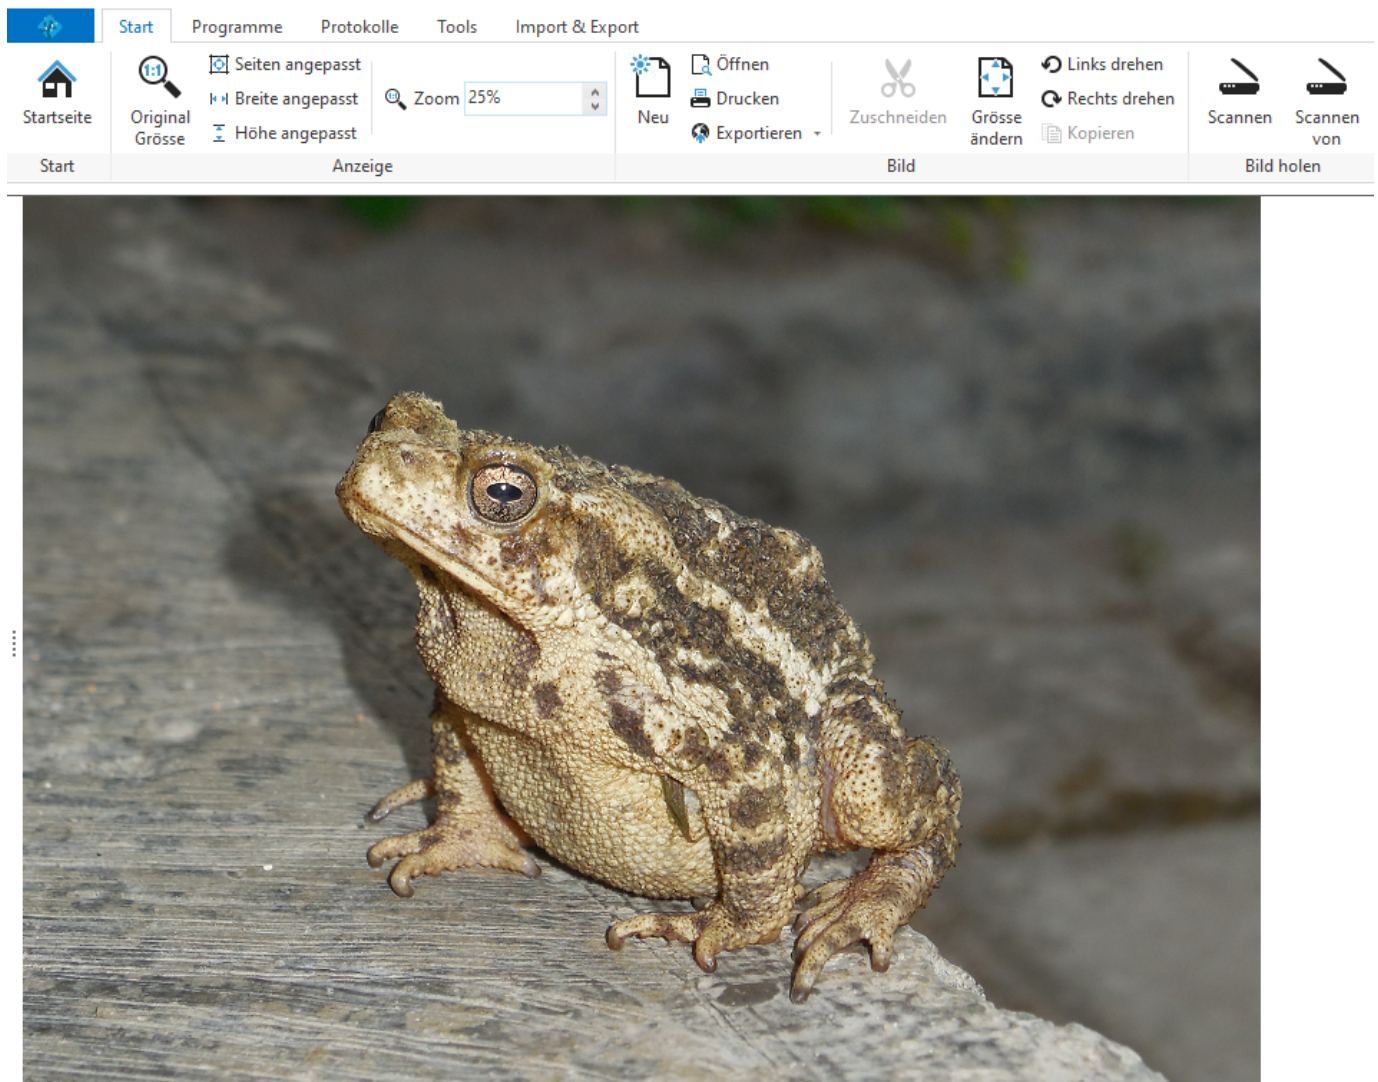 Start Programme Protokolle Tools Import & Export
Startseite
Original
Grösse
Seiten angepasst
Breite angepasst
Höhe angepasst
Zoom 25%
Neu
Öffnen
Drucken
Exportieren
Zuschneiden
Grösse
ändern
Links drehen
Rechts drehen
Kopieren
Scannen
Scannen
von
Start
Anzeige
Bild
Bild holen